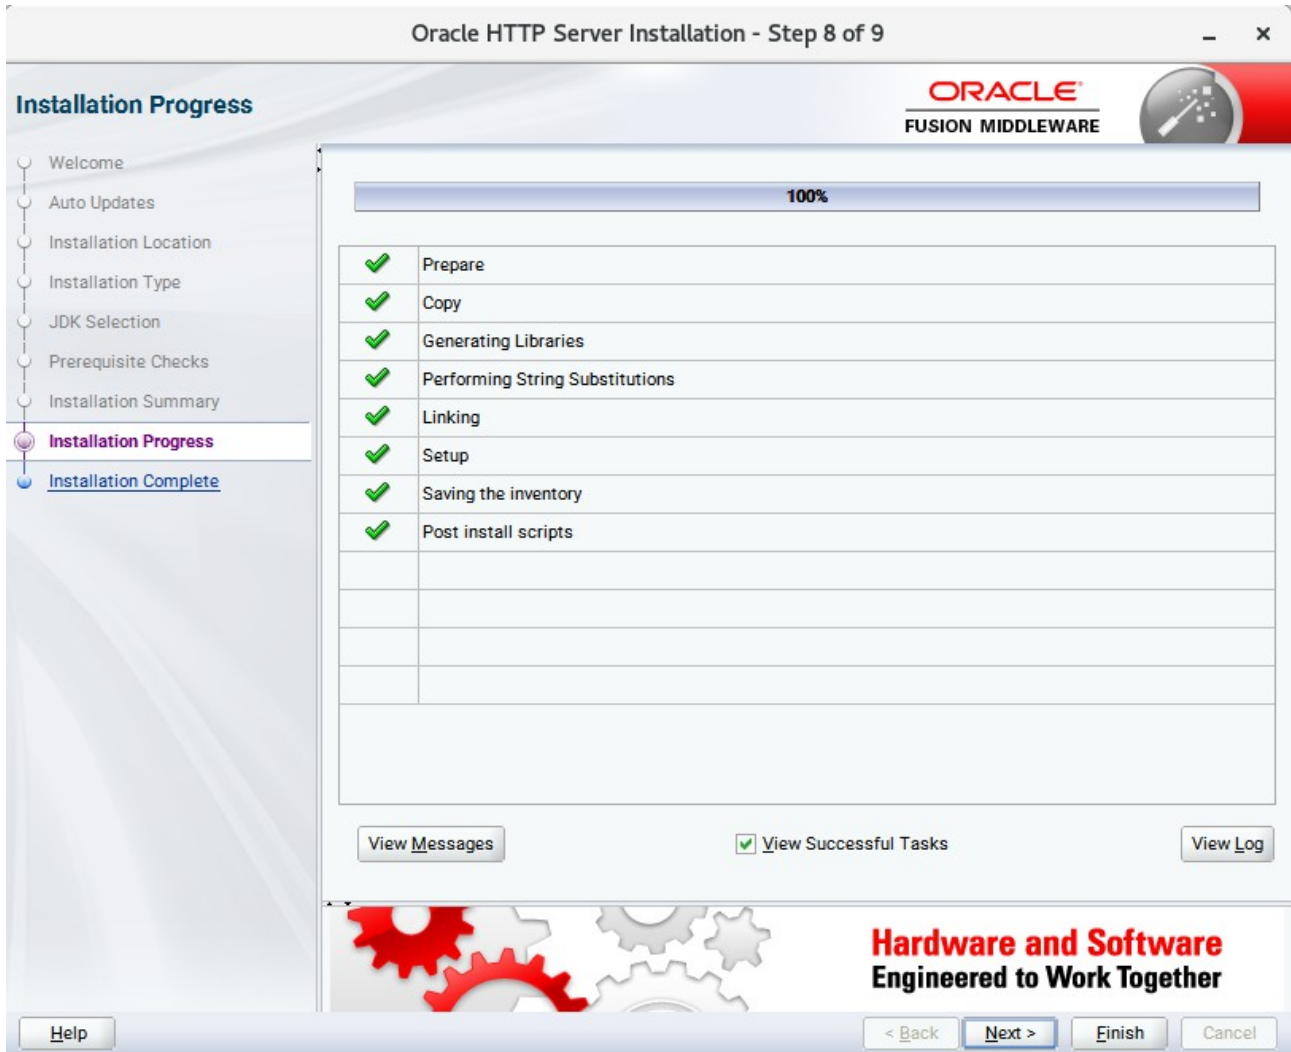 Oracle HTTP Server Installation - Step 8 of 9
Installation Progress
ORACLE
FUSION MIDDLEWARE
Welcome
Auto Updates
Installation Location
Installation Type
JDK Selection
Prerequisite Checks
Installation Summary
Installation Progress
Installation Complete
100%
Prepare
Copy
Generating Libraries
Performing String Substitutions
Linking
Setup
Saving the inventory
Post install scripts
View Messages
View Successful Tasks
View Log
Hardware and Software
Engineered to Work Together
Help
< Back
Next >
Finish
Cancel